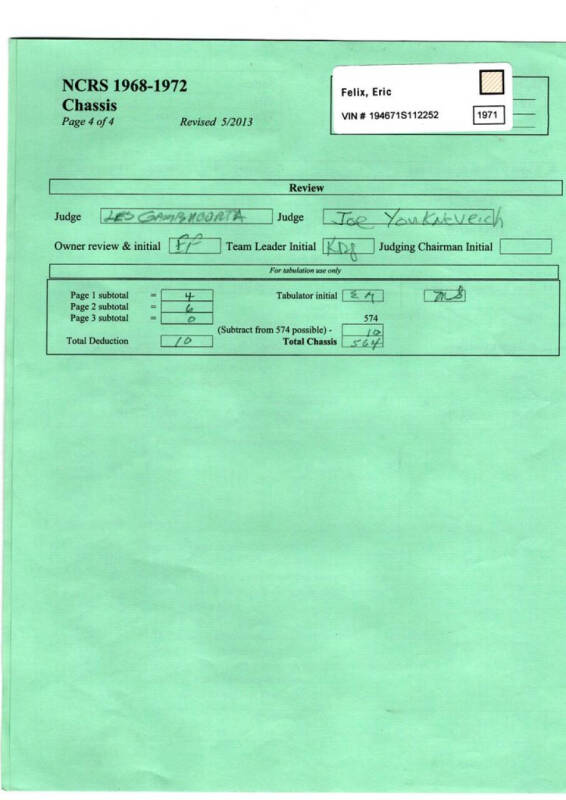 NCRS 1968-1972
Chassis
Page 4 of 4 Revised 5/2013
Felix, Eric
VIN # 194671S112252 1971
Review
Judge LES Judge Joe
Owner review & initial Team Leader Initial Judging Chairman Initial
For tabulation use only
Page 1 subtotal = 4 Tabulator initial EM MS
Page 2 subtotal = 6
Page 3 subtotal = 0 574
(Subtract from 574 possible) - 10
Total Deduction 10 Total Chassis 564